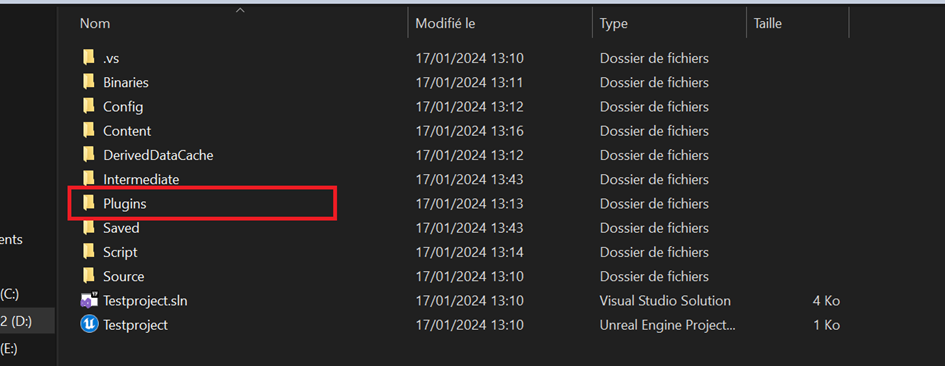 Nom Modifié le Type Taille
.vs 17/01/2024 13:10 Dossier de fichiers
Binaries 17/01/2024 13:11 Dossier de fichiers
Config 17/01/2024 13:12 Dossier de fichiers
Content 17/01/2024 13:16 Dossier de fichiers
DerivedDataCache 17/01/2024 13:12 Dossier de fichiers
Intermediate 17/01/2024 13:43 Dossier de fichiers
Plugins 17/01/2024 13:13 Dossier de fichiers
Saved 17/01/2024 13:43 Dossier de fichiers
ents
Script 17/01/2024 13:14 Dossier de fichiers
Source 17/01/2024 13:10 Dossier de fichiers
(C:)
Testproject.sln 17/01/2024 13:10 Visual Studio Solution 4 Ko
2 (D:)
Testproject 17/01/2024 13:10 Unreal Engine Project... 1 Ko
(E:)